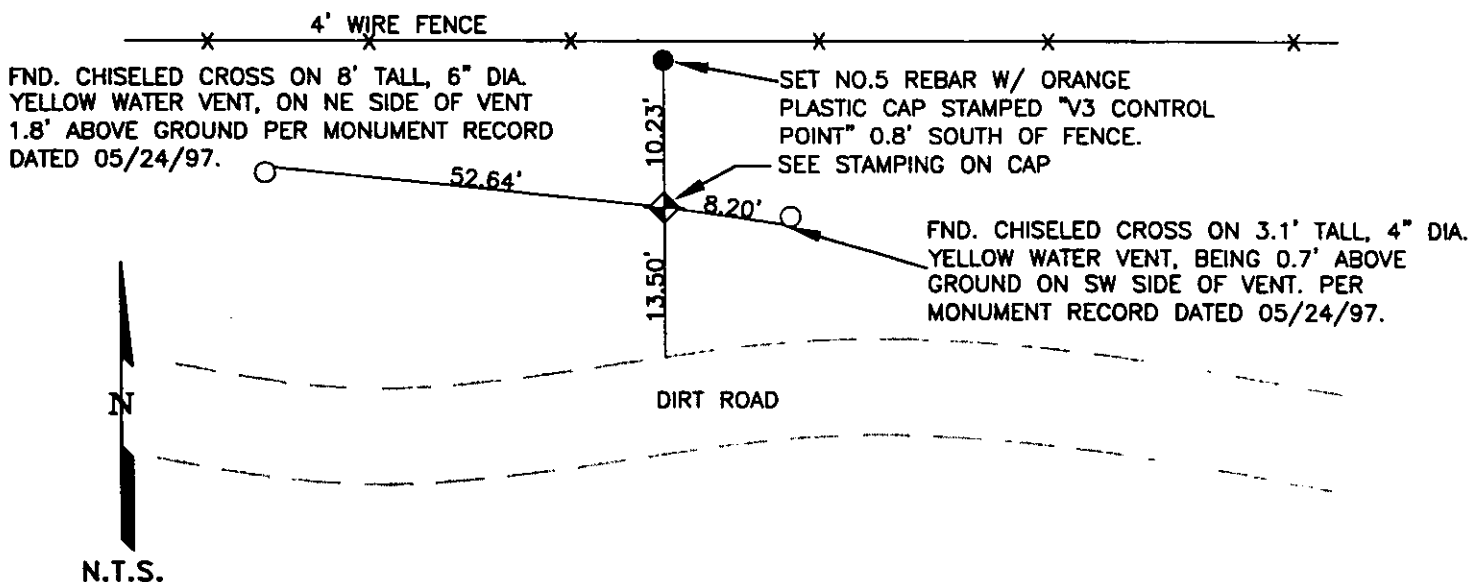 4' WIRE FENCE
FND. CHISELED CROSS ON 8' TALL, 6" DIA.
YELLOW WATER VENT, ON NE SIDE OF VENT
1.8' ABOVE GROUND PER MONUMENT RECORD
DATED 05/24/97.
SET NO.5 REBAR W/ ORANGE
PLASTIC CAP STAMPED "V3 CONTROL
POINT" 0.8' SOUTH OF FENCE.
SEE STAMPING ON CAP
10.23'
52.64'
8.20'
13.50'
FND. CHISELED CROSS ON 3.1' TALL, 4" DIA.
YELLOW WATER VENT, BEING 0.7' ABOVE
GROUND ON SW SIDE OF VENT. PER
MONUMENT RECORD DATED 05/24/97.
DIRT ROAD
N
N.T.S.